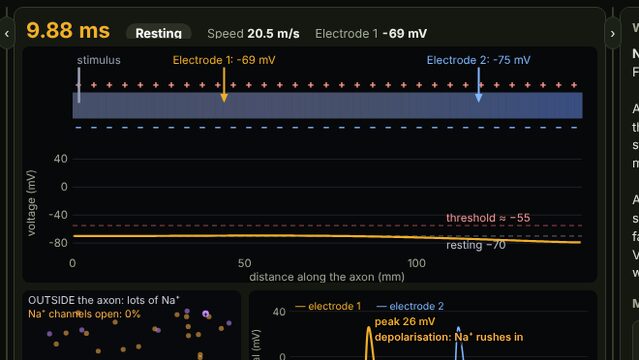 9.88 ms Resting Speed 20.5 m/s Electrode 1 -69 mV
stimulus Electrode 1: -69 mV Electrode 2: -75 mV
40
0
-40
-80
voltage (mV)
threshold ≈ −55
resting −70
0 50 100
distance along the axon (mm)
OUTSIDE the axon: lots of Na⁺
Na⁺ channels open: 0%
electrode 1 electrode 2
40
peak 26 mV
depolarisation: Na⁺ rushes in
0